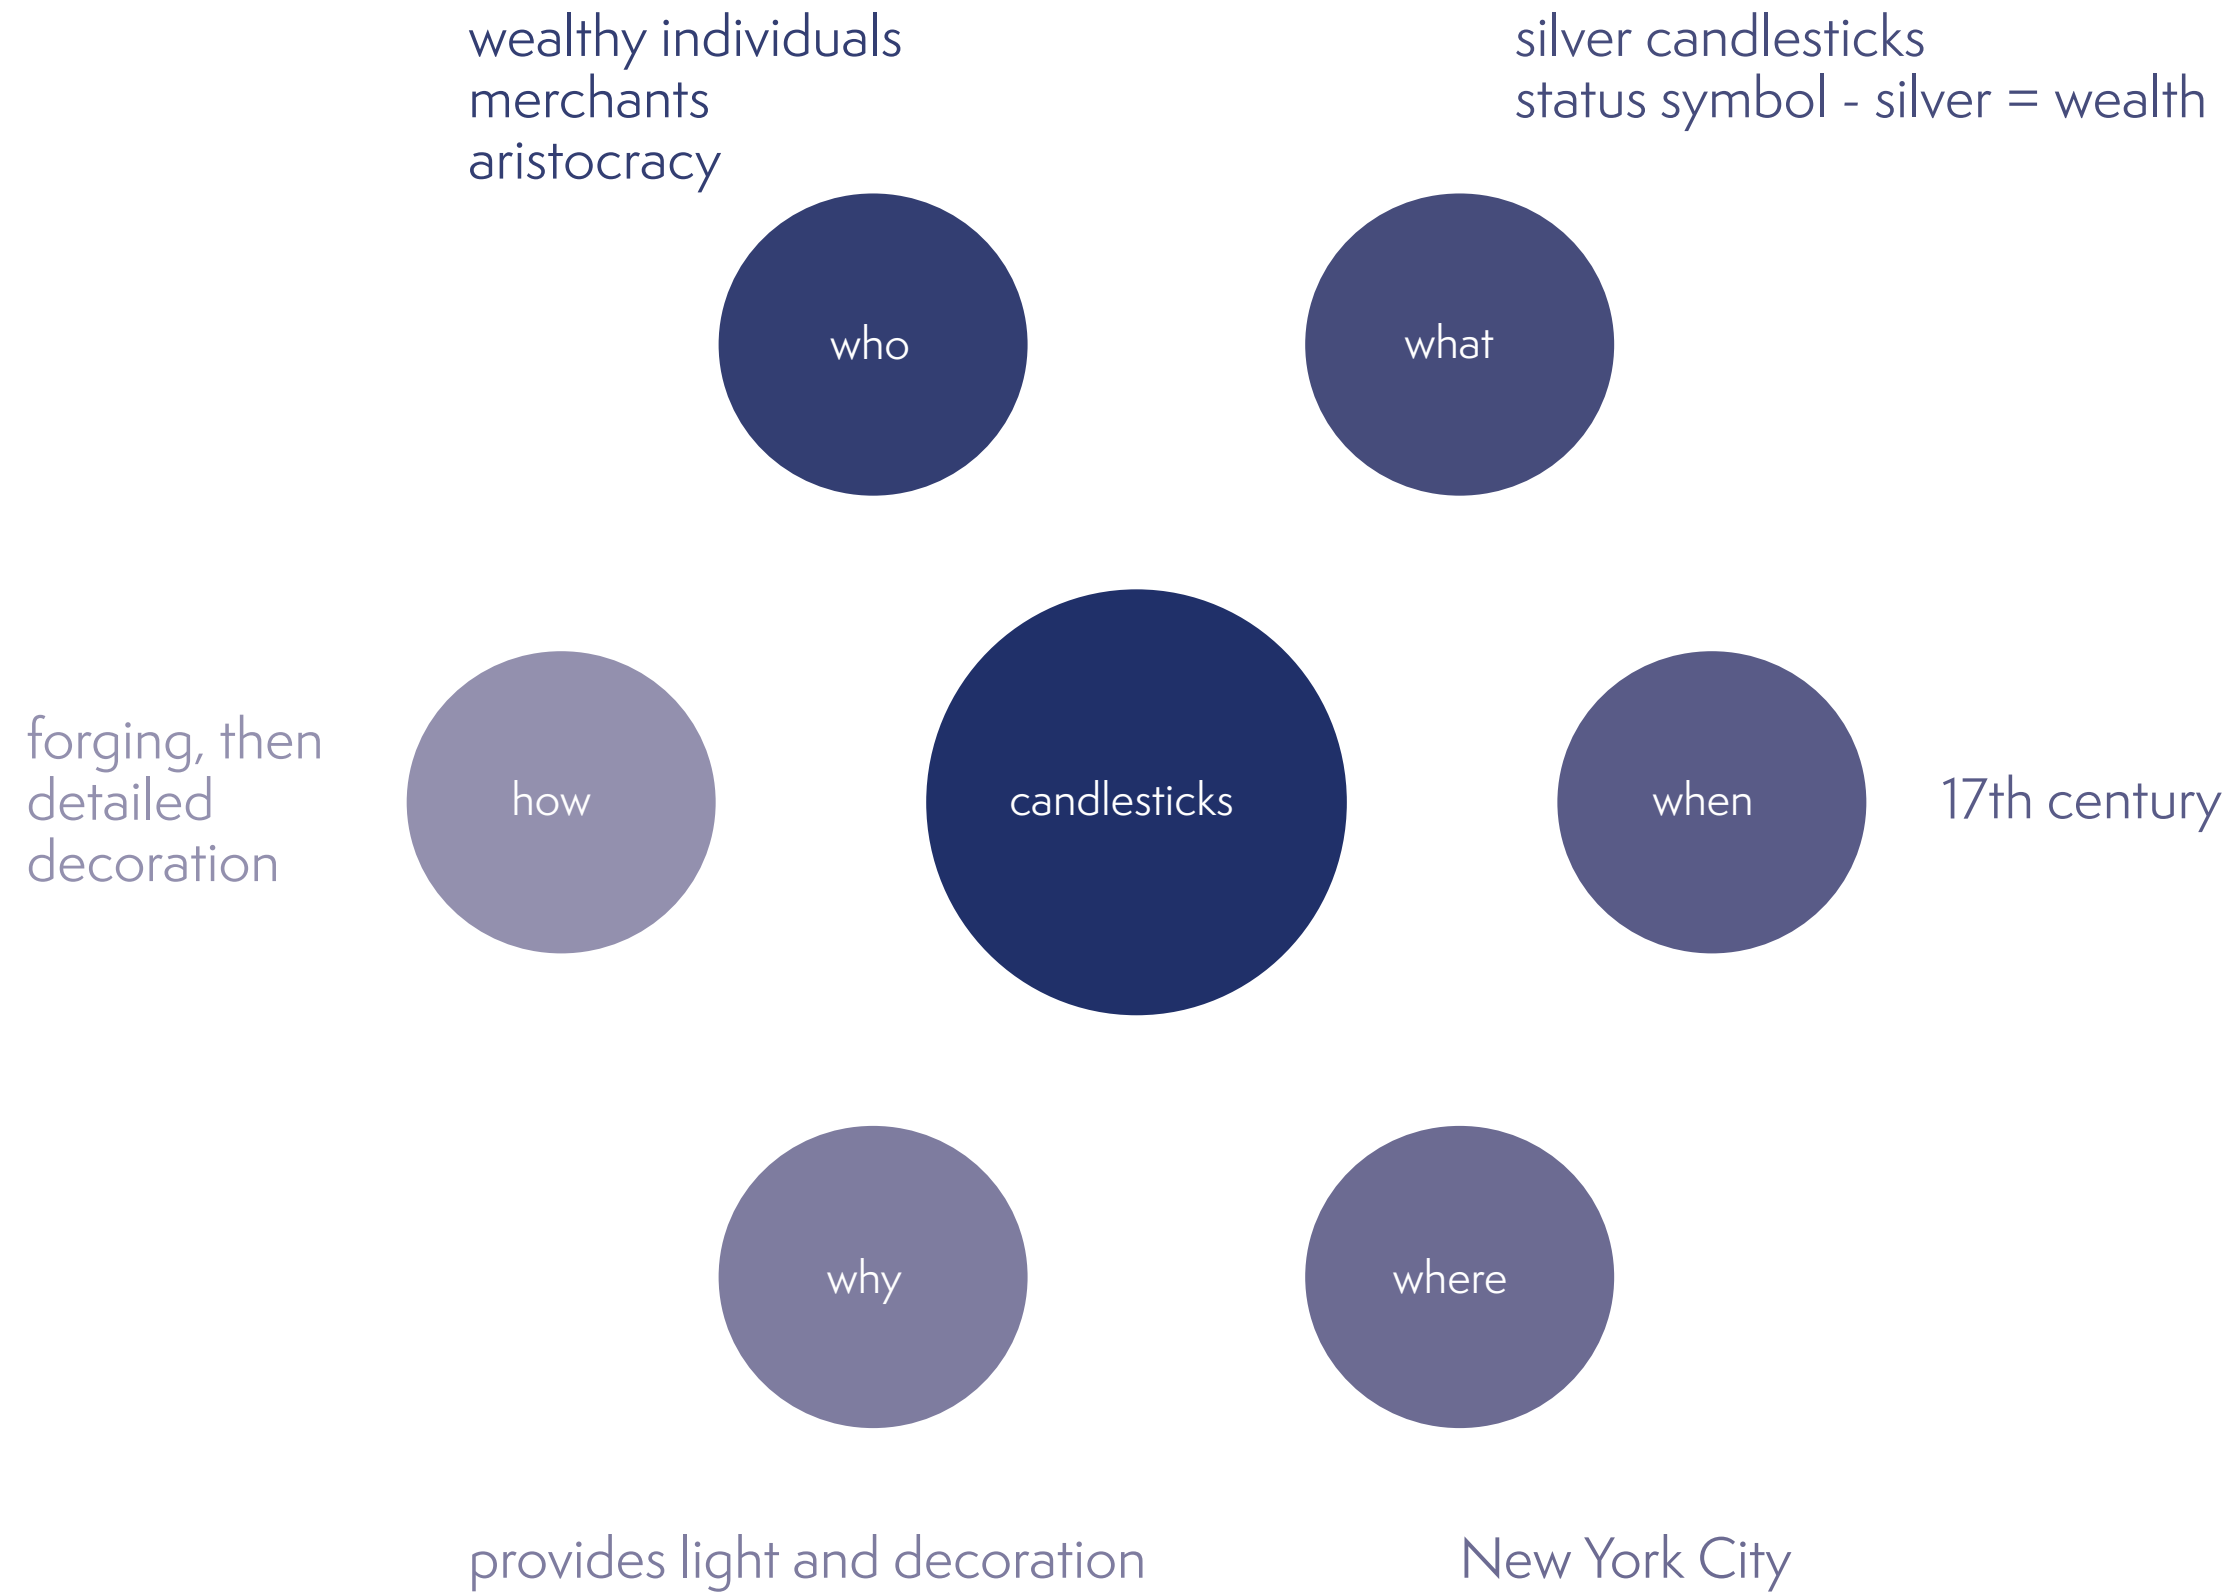 wealthy individuals
merchants
aristocracy
silver candlesticks
status symbol - silver = wealth
who
what
forging, then
detailed
decoration
how
candlesticks
when
17th century
why
where
provides light and decoration
New York City